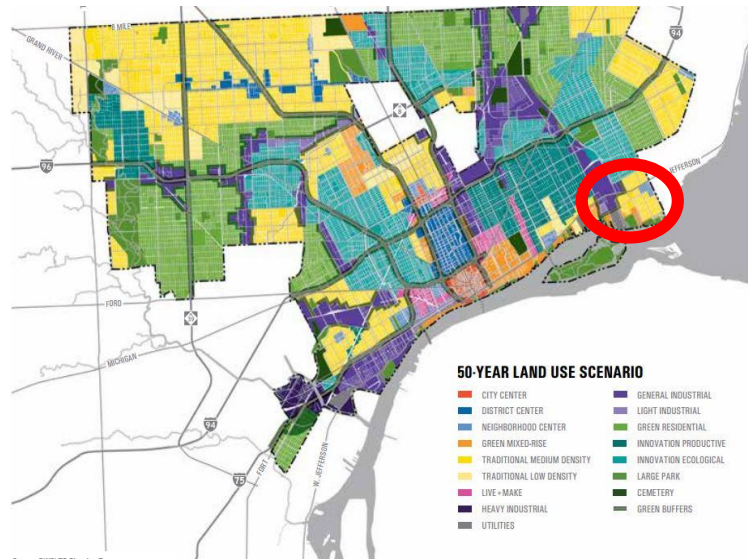 8 MILE
GRAND RIVER
94
8
96
JEFFERSON
FORD
39
MICHIGAN
94
75
FORT
W. JEFFERSON
50-YEAR LAND USE SCENARIO
CITY CENTER
DISTRICT CENTER
NEIGHBORHOOD CENTER
GREEN MIXED-RISE
TRADITIONAL MEDIUM DENSITY
TRADITIONAL LOW DENSITY
LIVE+MAKE
HEAVY INDUSTRIAL
UTILITIES
GENERAL INDUSTRIAL
LIGHT INDUSTRIAL
GREEN RESIDENTIAL
INNOVATION PRODUCTIVE
INNOVATION ECOLOGICAL
LARGE PARK
CEMETERY
GREEN BUFFERS